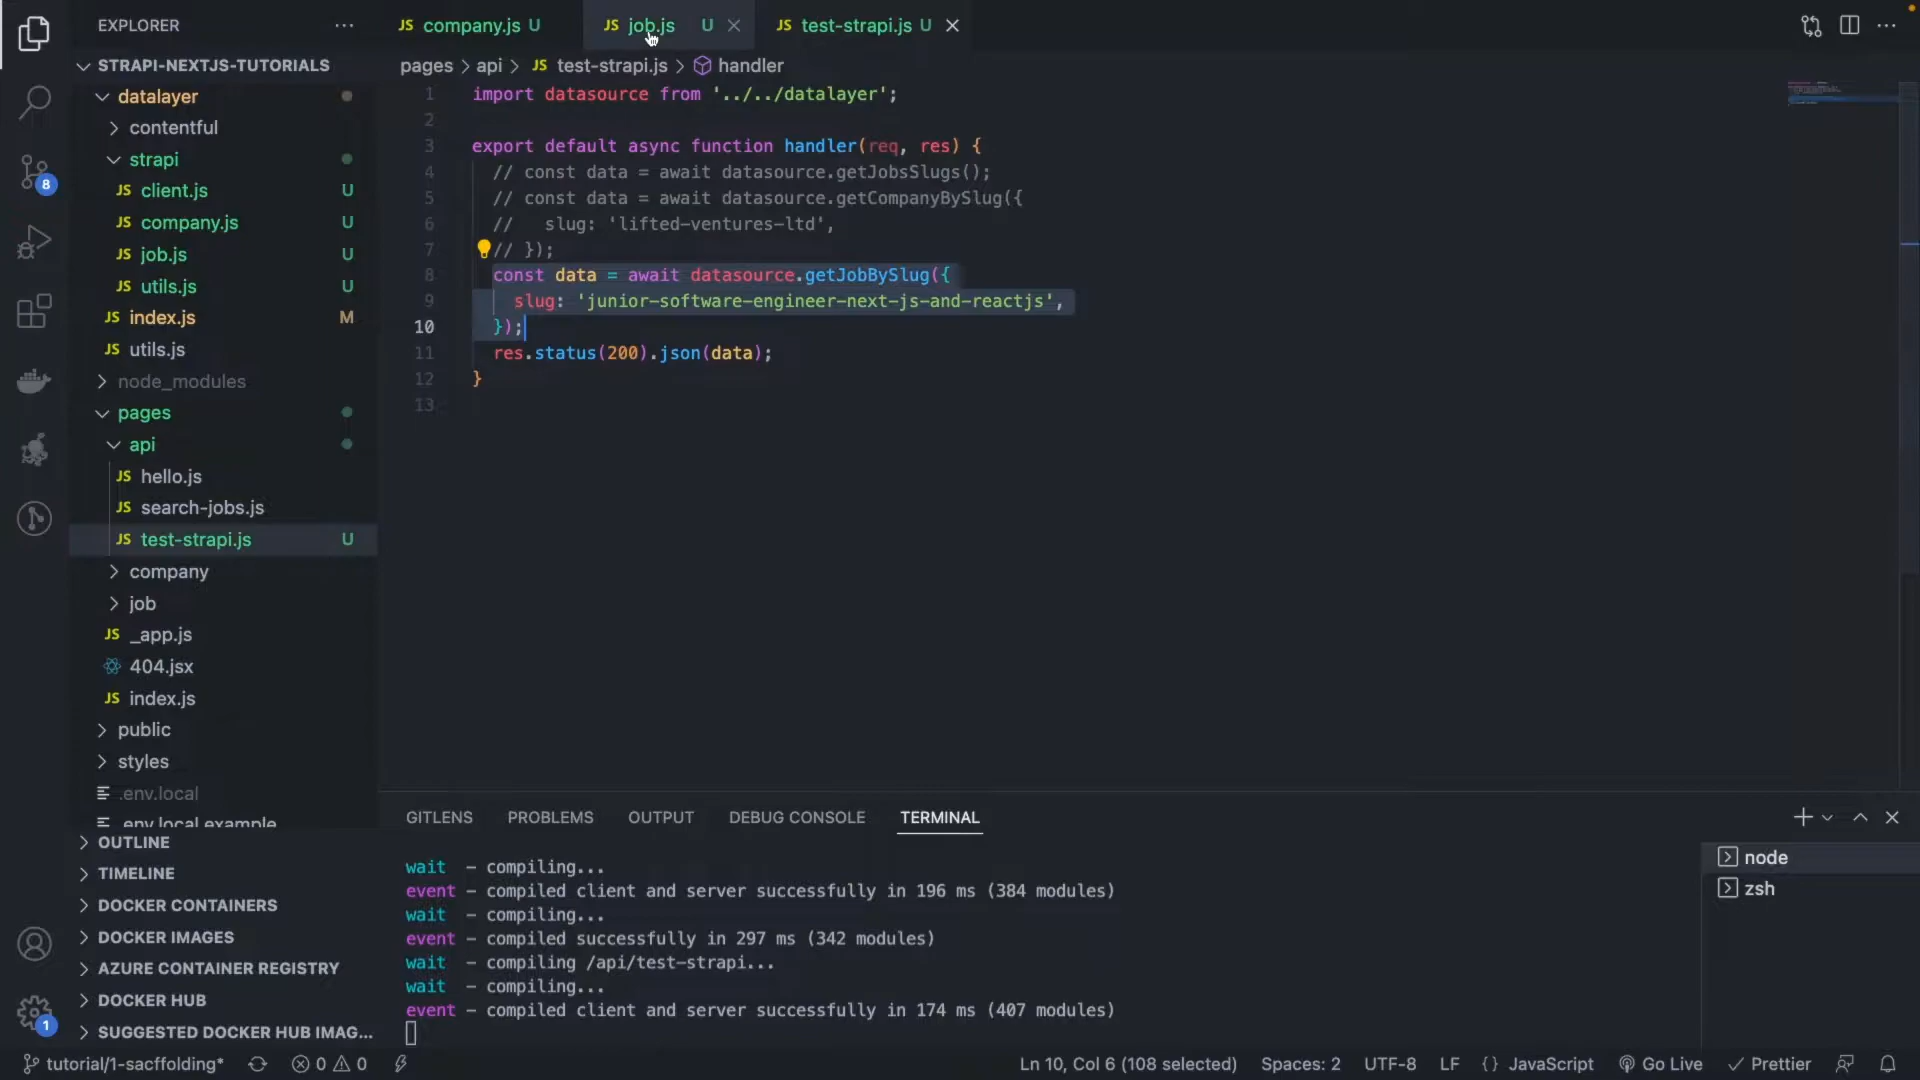 EXPLORER
STRAPI-NEXTJS-TUTORIALS
datalayer
contentful
strapi
JS client.js U
JS company.js U
JS job.js U
JS utils.js U
JS index.js M
JS utils.js
node_modules
pages
api
JS hello.js
JS search-jobs.js
JS test-strapi.js U
company
job
JS _app.js
404.jsx
JS index.js
public
styles
.env.local
.env.local.example
OUTLINE
TIMELINE
DOCKER CONTAINERS
DOCKER IMAGES
AZURE CONTAINER REGISTRY
DOCKER HUB
SUGGESTED DOCKER HUB IMAG...
8
1
JS company.js U
JS job.js U
JS test-strapi.js U
pages > api > JS test-strapi.js > handler
1 import datasource from '../../datalayer';
2
3 export default async function handler(req, res) {
4 // const data = await datasource.getJobsSlugs();
5 // const data = await datasource.getCompanyBySlug({
6 //   slug: 'lifted-ventures-ltd',
7 // });
8 const data = await datasource.getJobBySlug({
9 slug: 'junior-software-engineer-next-js-and-reactjs',
10 });
11 res.status(200).json(data);
12 }
13
GITLENS PROBLEMS OUTPUT DEBUG CONSOLE TERMINAL
wait – compiling...
event – compiled client and server successfully in 196 ms (384 modules)
wait – compiling...
event – compiled successfully in 297 ms (342 modules)
wait – compiling /api/test-strapi...
wait – compiling...
event – compiled client and server successfully in 174 ms (407 modules)
node
zsh
tutorial/1-sacffolding* 0 0 Ln 10, Col 6 (108 selected) Spaces: 2 UTF-8 LF {} JavaScript Go Live Prettier